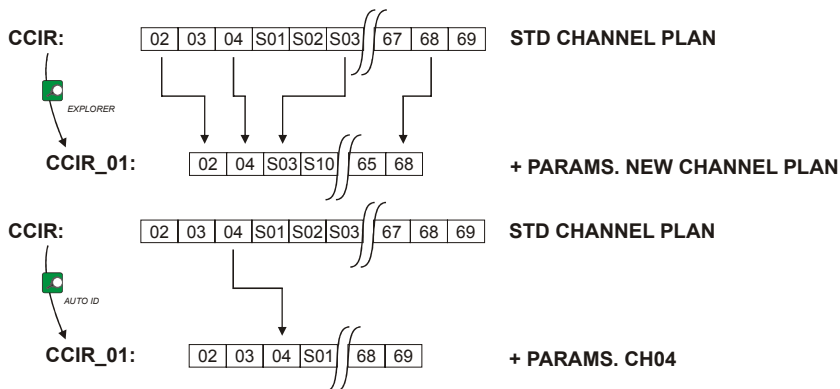 CCIR: 02 03 04 S01 S02 S03 67 68 69 STD CHANNEL PLAN
EXPLORER
CCIR_01: 02 04 S03 S10 65 68 + PARAMS. NEW CHANNEL PLAN
CCIR: 02 03 04 S01 S02 S03 67 68 69 STD CHANNEL PLAN
AUTO ID
CCIR_01: 02 03 04 S01 68 69 + PARAMS. CH04